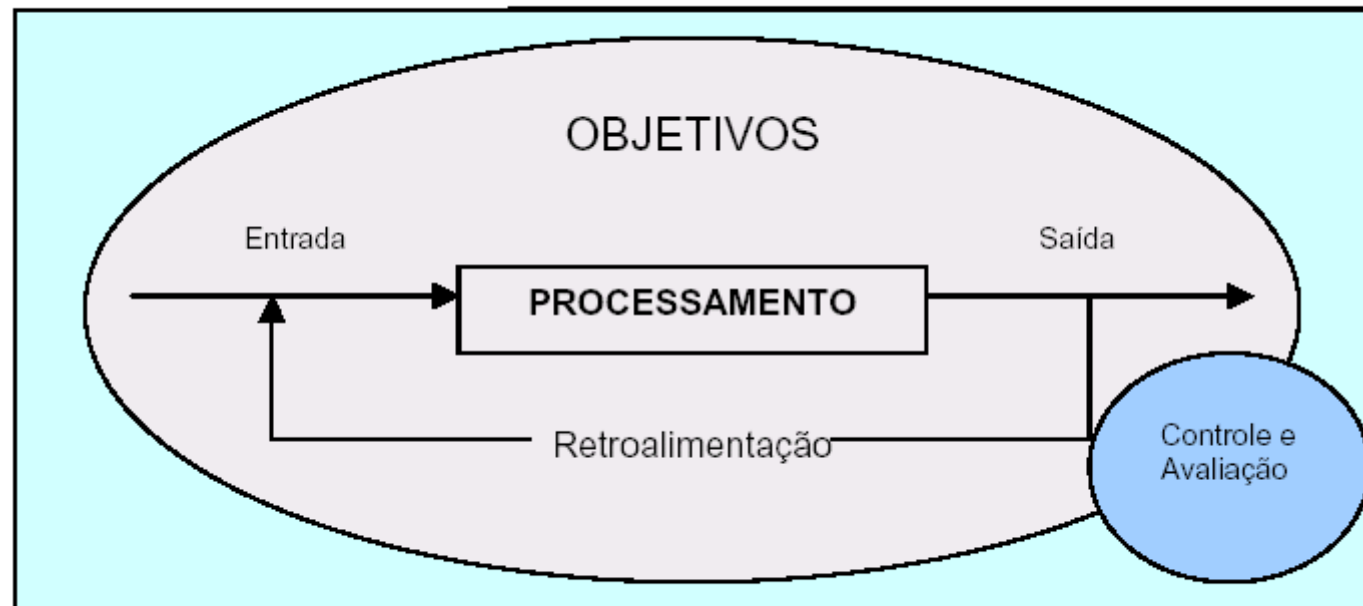 OBJETIVOS
Entrada
Saída
PROCESSAMENTO
Retroalimentação
Controle e
Avaliação